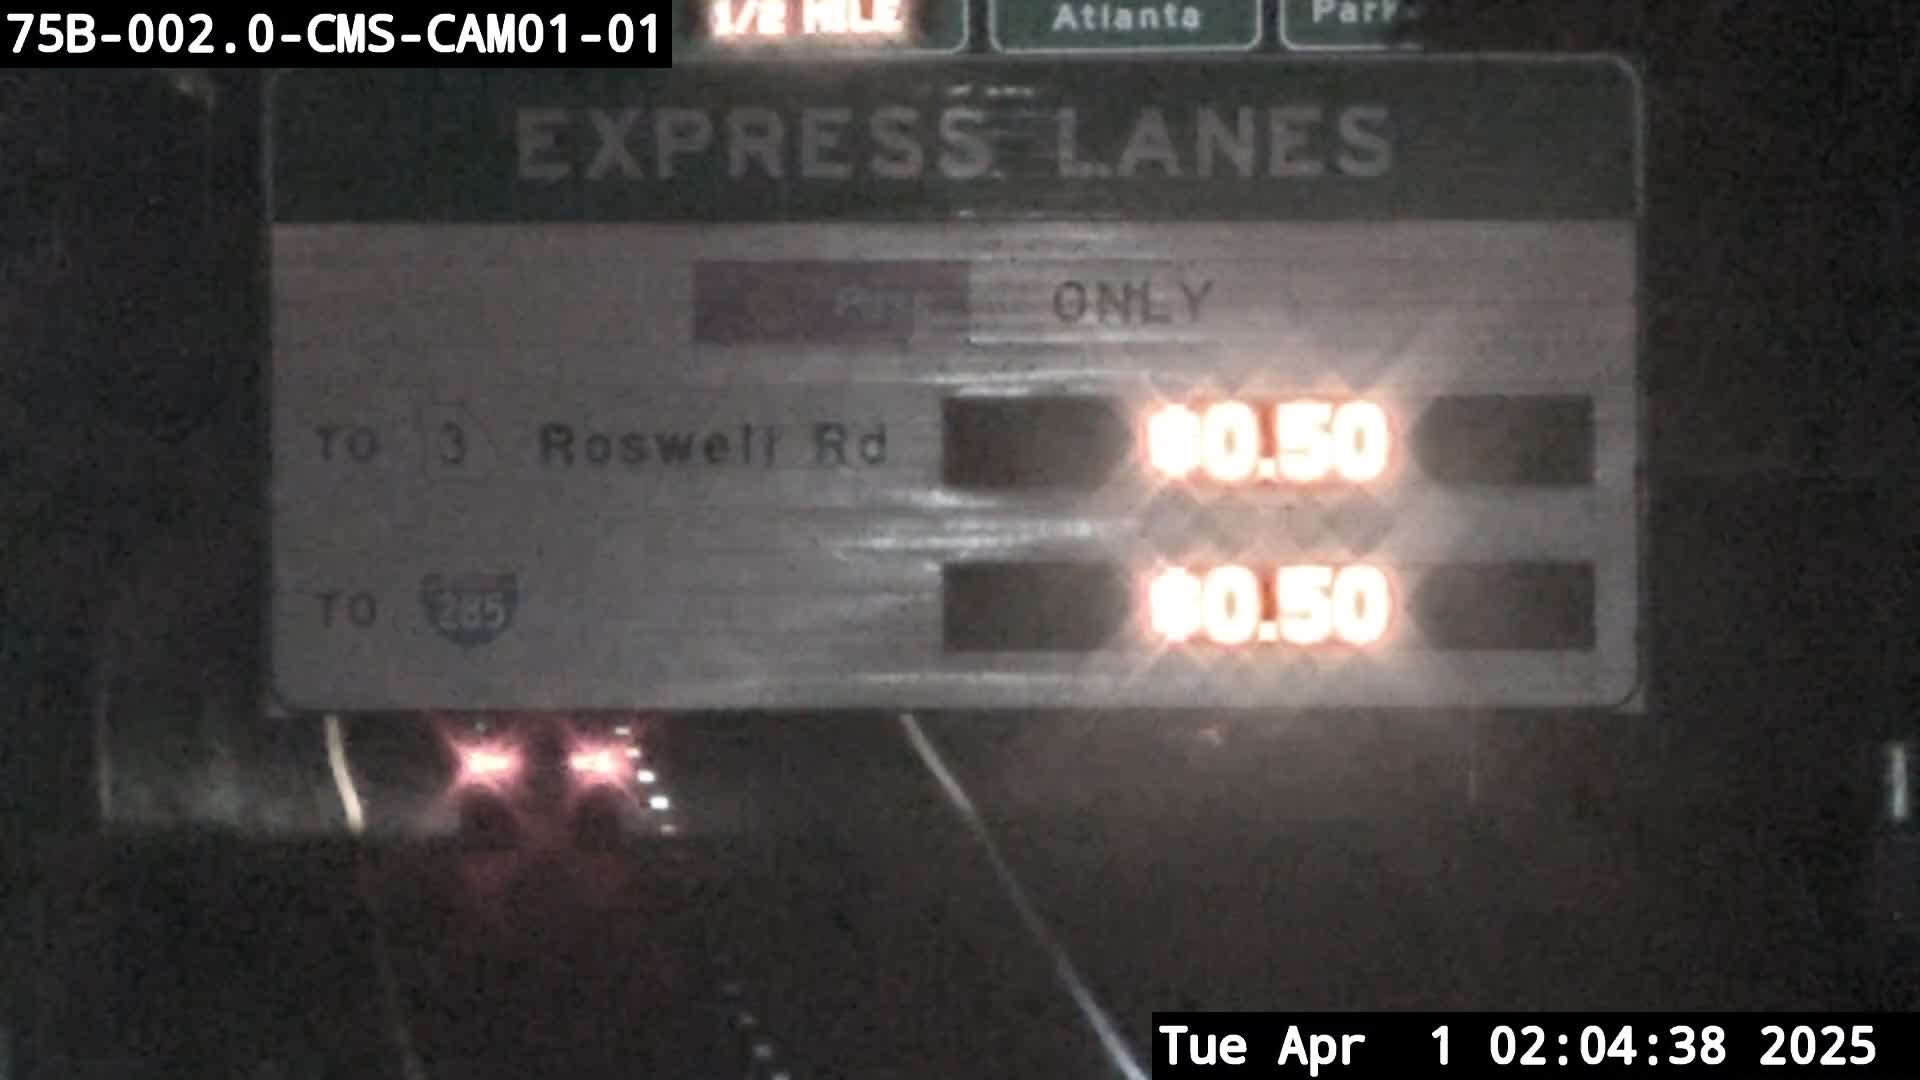 75B-002.0-CMS-CAM01-01
1/2 MILE
Atlanta
EXPRESS LANES
ONLY
TO 3 Roswell Rd $0.50
TO 285 $0.50
Tue Apr 1 02:04:38 2025